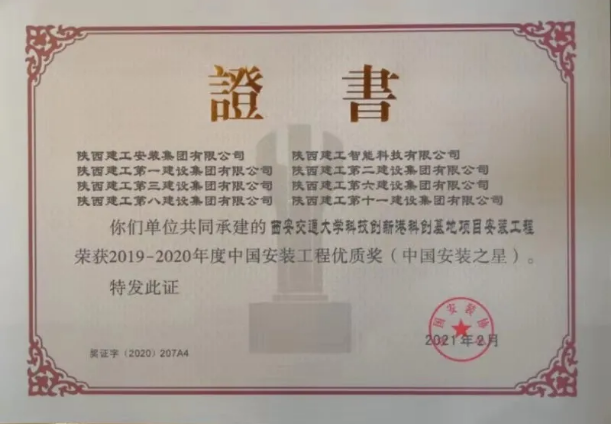 證書
陕西建工安装集团有限公司 陕西建工智能科技有限公司
陕西建工第一建设集团有限公司 陕西建工第二建设集团有限公司
陕西建工第三建设集团有限公司 陕西建工第六建设集团有限公司
陕西建工第八建设集团有限公司 陕西建工第十一建设集团有限公司
你们单位共同承建的西安交通大学科技创新港科创基地项目安装工程
荣获2019-2020年度中国安装工程优质奖（中国安装之星）。
特发此证
国安装协
2021年2月
奖证字（2020）207A4